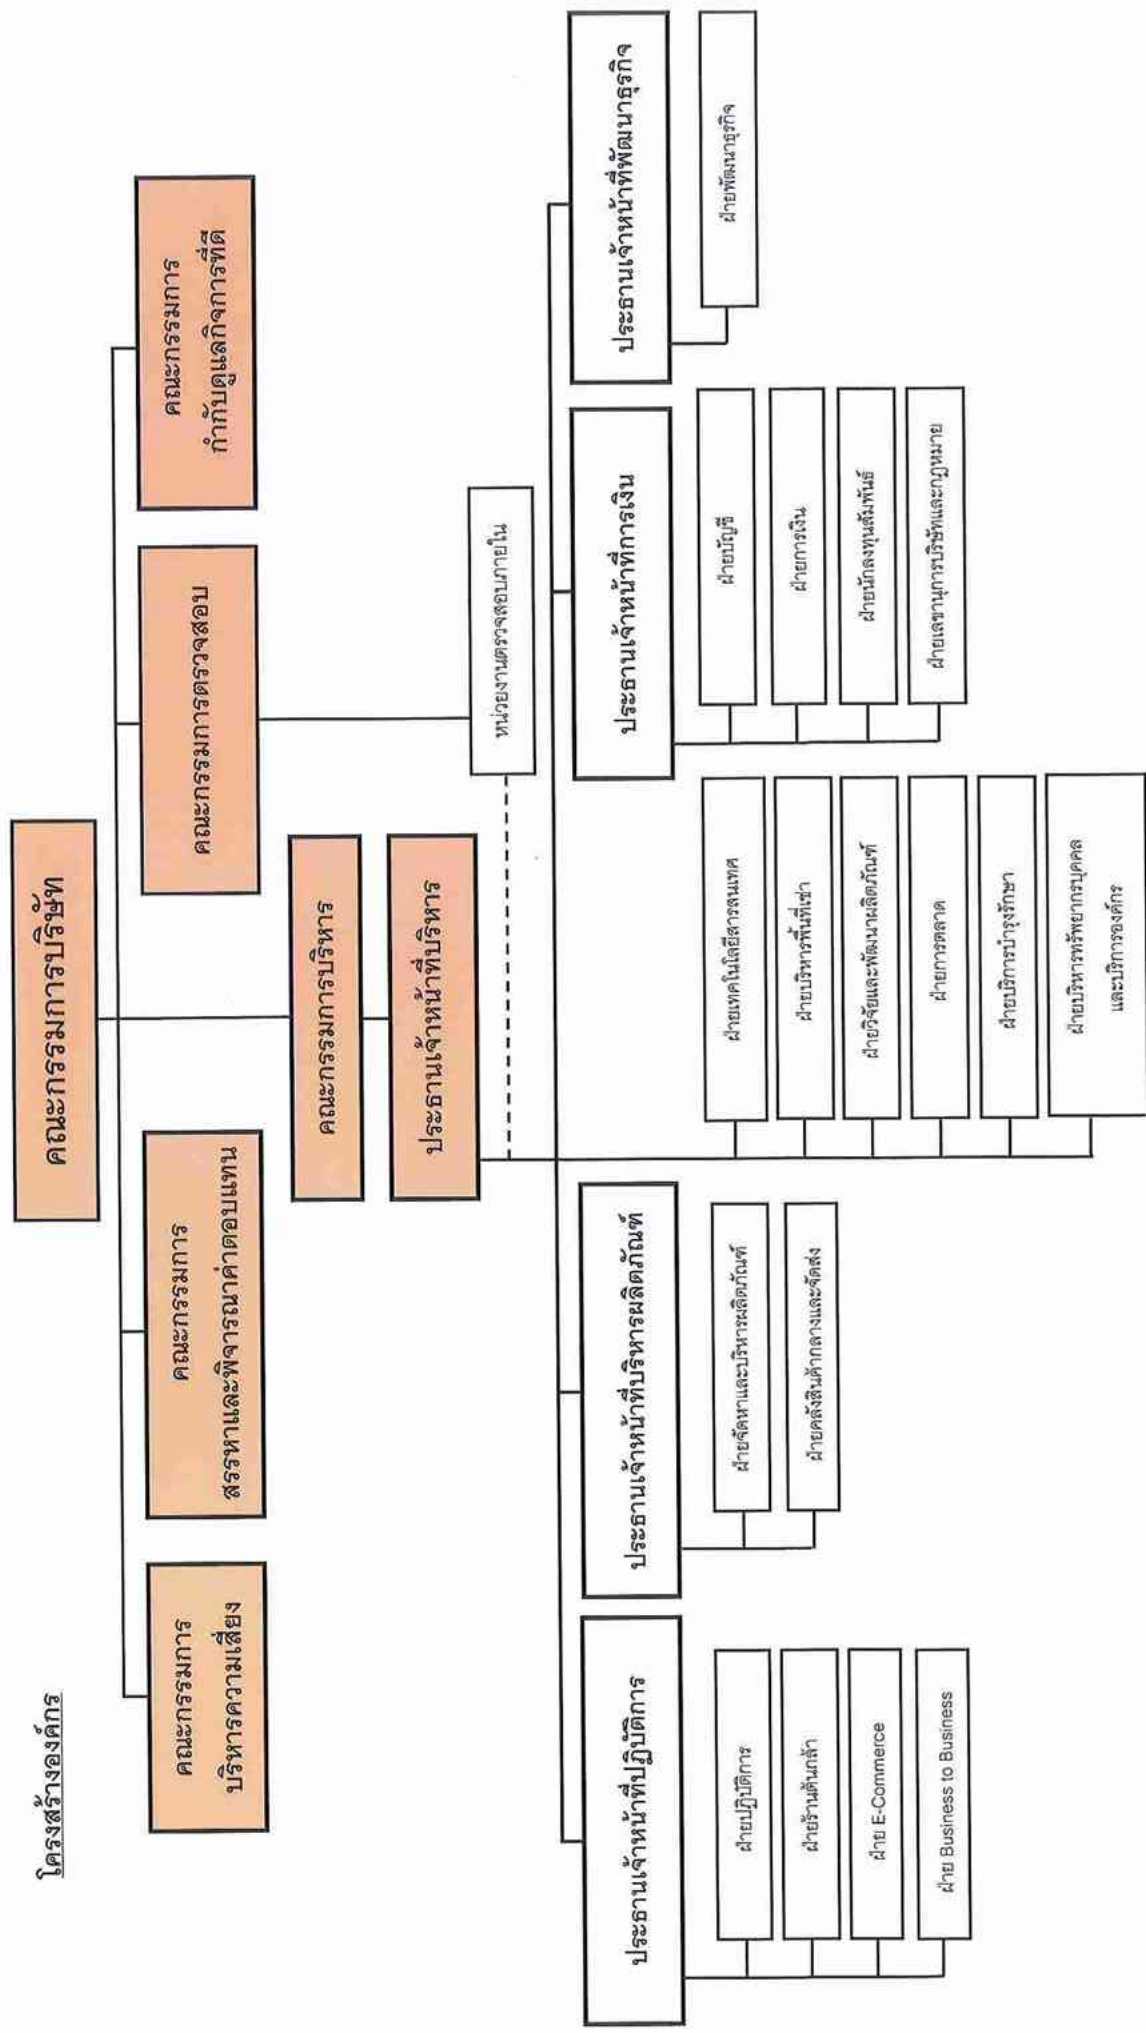 โครงสร้างองค์กร
คณะกรรมการบริษัท
คณะกรรมการ
บริหารความเสี่ยง
คณะกรรมการ
สรรหาและพิจารณาค่าตอบแทน
คณะกรรมการตรวจสอบ
คณะกรรมการ
กำกับดูแลกิจการที่ดี
คณะกรรมการบริหาร
ประธานเจ้าหน้าที่บริหาร
หน่วยงานตรวจสอบภายใน
ประธานเจ้าหน้าที่ปฏิบัติการ
ฝ่ายปฏิบัติการ
ฝ่ายร้านต้นกล้า
ฝ่าย E-Commerce
ฝ่าย Business to Business
ประธานเจ้าหน้าที่บริหารผลิตภัณฑ์
ฝ่ายจัดหาและบริหารผลิตภัณฑ์
ฝ่ายคลังสินค้ากลางและจัดส่ง
ฝ่ายเทคโนโลยีสารสนเทศ
ฝ่ายบริหารพื้นที่เช่า
ฝ่ายวิจัยและพัฒนาผลิตภัณฑ์
ฝ่ายการตลาด
ฝ่ายบริการบำรุงรักษา
ฝ่ายบริหารทรัพยากรบุคคล
และบริการองค์กร
ประธานเจ้าหน้าที่การเงิน
ฝ่ายบัญชี
ฝ่ายการเงิน
ฝ่ายนักลงทุนสัมพันธ์
ฝ่ายเลขานุการบริษัทและกฎหมาย
ประธานเจ้าหน้าที่พัฒนาธุรกิจ
ฝ่ายพัฒนาธุรกิจ